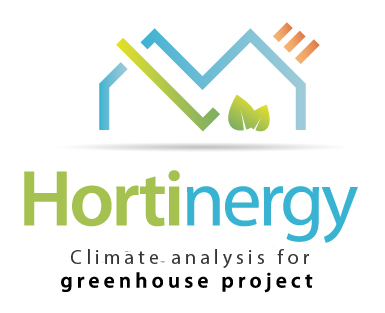 Hortinergy
Climate analysis for
greenhouse project